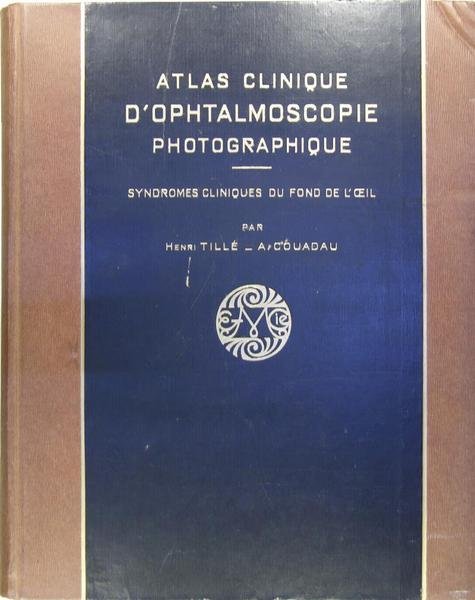 ATLAS CLINIQUE
D'OPHTALMOSCOPIE
PHOTOGRAPHIQUE
SYNDROMES CLINIQUES DU FOND DE L'ŒIL
PAR
HENRI TILLÉ _ A. COUADAU